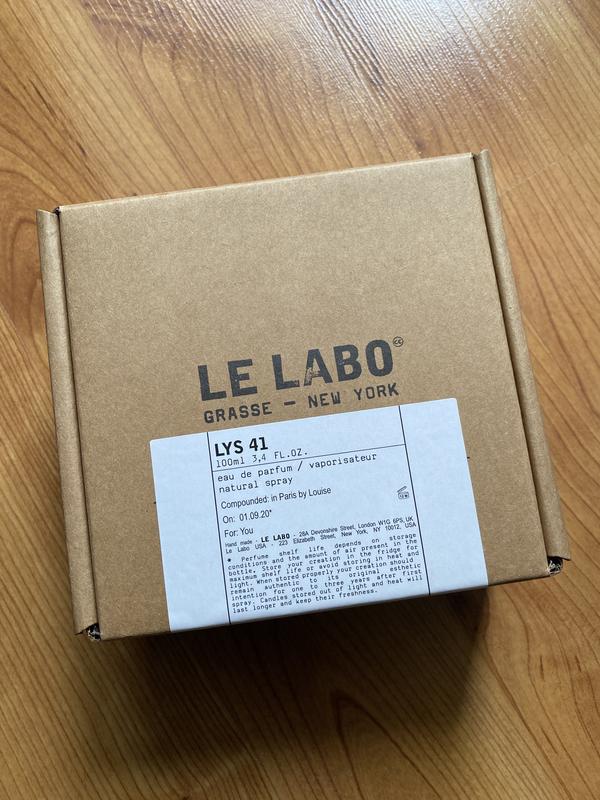 LE LABO
GRASSE — NEW YORK
LYS 41
100ml 3,4 FL.OZ.
eau de parfum / vaporisateur
natural spray
Compounded: in Paris by Louise
On: 01.09.20*
For: You
Hand made - LE LABO - 28A Devonshire Street, London W1G 6PS, UK
Le Labo USA - 223 Elizabeth Street, New York, NY 10012, USA
* Perfume shelf life depends on storage
conditions and the amount of air present in the
bottle. Store your creation in the fridge for
maximum shelf life or avoid storing in heat and
light. When stored properly your creation should
remain authentic to its original esthetic
intention for one to three years after first
spray. Candles stored out of light and heat will
last longer and keep their freshness.